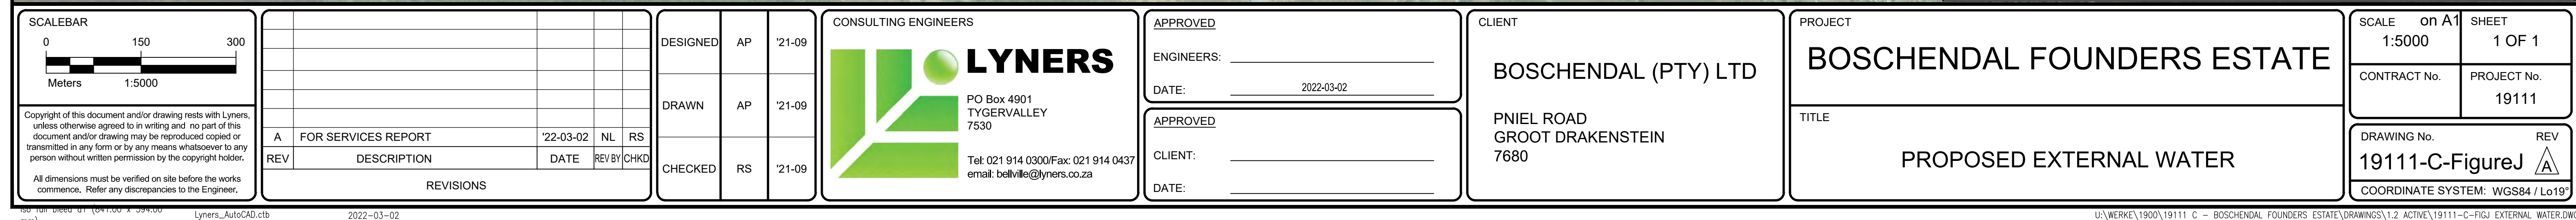 SCALEBAR
0 150 300
Meters 1:5000
Copyright of this document and/or drawing rests with Lyners,
unless otherwise agreed to in writing and no part of this
document and/or drawing may be reproduced copied or
transmitted in any form or by any means whatsoever to any
person without written permission by the copyright holder.
All dimensions must be verified on site before the works
commence. Refer any discrepancies to the Engineer.
A FOR SERVICES REPORT '22-03-02 NL RS
REV DESCRIPTION DATE REV BY CHKD
REVISIONS
DESIGNED AP '21-09
DRAWN AP '21-09
CHECKED RS '21-09
CONSULTING ENGINEERS
LYNERS
PO Box 4901
TYGERVALLEY
7530
Tel: 021 914 0300/Fax: 021 914 0437
email: bellville@lyners.co.za
APPROVED
ENGINEERS:
DATE: 2022-03-02
APPROVED
CLIENT:
DATE:
CLIENT
BOSCHENDAL (PTY) LTD
PNIEL ROAD
GROOT DRAKENSTEIN
7680
PROJECT
BOSCHENDAL FOUNDERS ESTATE
TITLE
PROPOSED EXTERNAL WATER
SCALE on A1
1:5000
SHEET
1 OF 1
CONTRACT No.
PROJECT No.
19111
DRAWING No. REV
19111-C-FigureJ A
COORDINATE SYSTEM: WGS84 / Lo19°
iso full bleed a1 (841.00 x 594.00
Lyners_AutoCAD.ctb
2022-03-02
U:\WERKE\1900\19111 C - BOSCHENDAL FOUNDERS ESTATE\DRAWINGS\1.2 ACTIVE\19111-C-FIGJ EXTERNAL WATER.DW